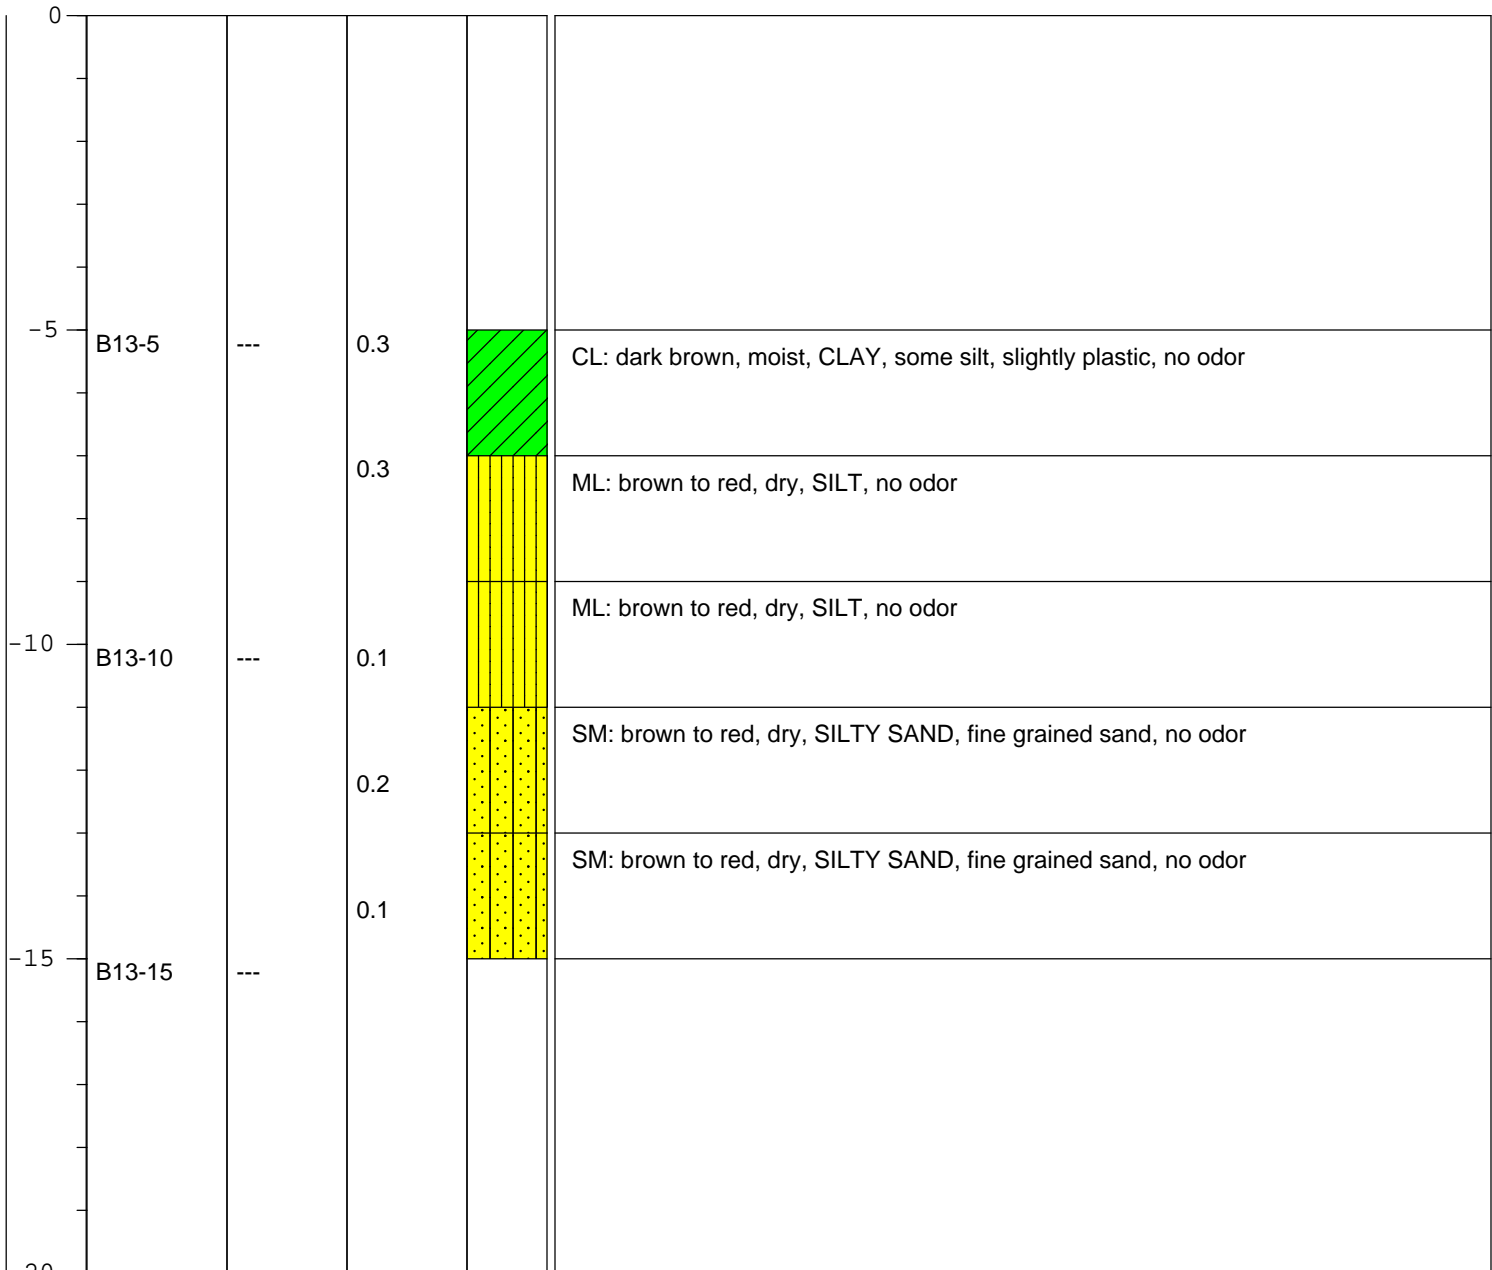 0
-5
B13-5 --- 0.3
CL: dark brown, moist, CLAY, some silt, slightly plastic, no odor
0.3
ML: brown to red, dry, SILT, no odor
ML: brown to red, dry, SILT, no odor
-10
B13-10 --- 0.1
SM: brown to red, dry, SILTY SAND, fine grained sand, no odor
0.2
SM: brown to red, dry, SILTY SAND, fine grained sand, no odor
0.1
-15
B13-15 ---